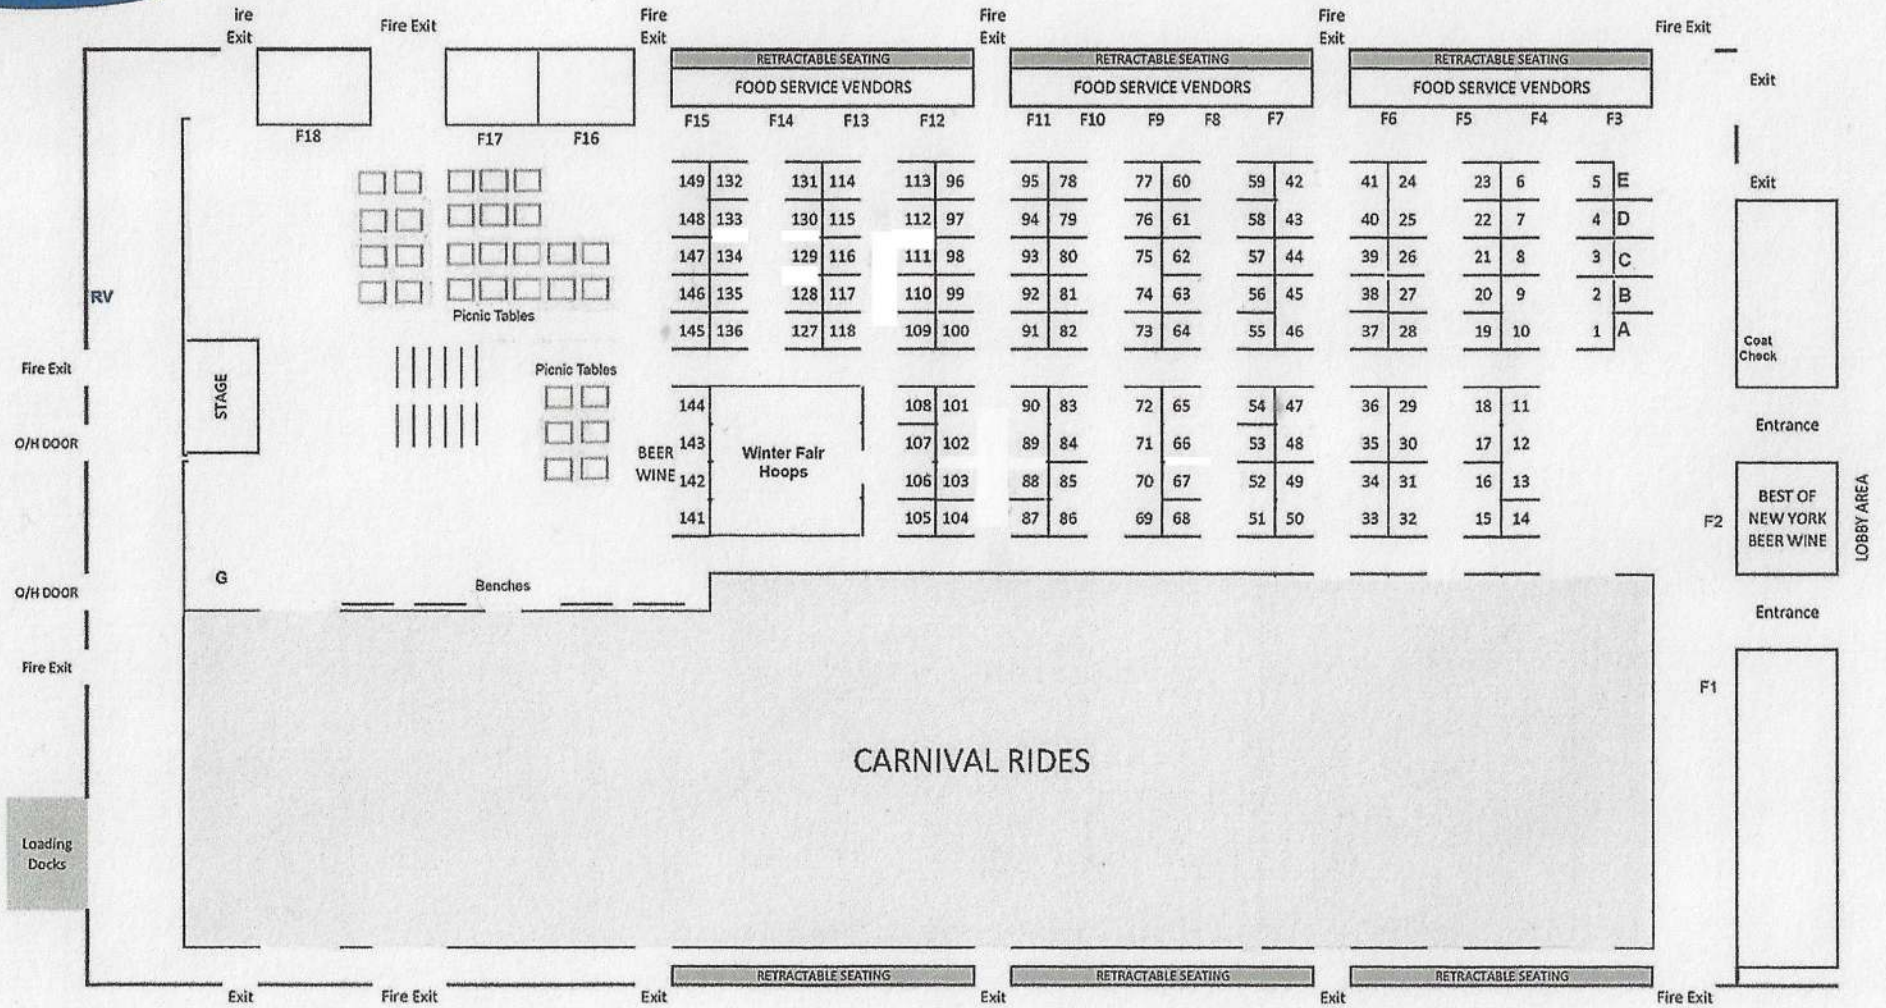 ire
Exit
Fire Exit
Fire
Exit
Fire
Exit
Fire
Exit
Fire Exit
RETRACTABLE SEATING
RETRACTABLE SEATING
RETRACTABLE SEATING
FOOD SERVICE VENDORS
FOOD SERVICE VENDORS
FOOD SERVICE VENDORS
Exit
F18
F17
F16
F15
F14
F13
F12
F11
F10
F9
F8
F7
F6
F5
F4
F3
149 132 131 114 113 96 95 78 77 60 59 42 41 24 23 6 5 E
Exit
148 133 130 115 112 97 94 79 76 61 58 43 40 25 22 7 4 D
147 134 129 116 111 98 93 80 75 62 57 44 39 26 21 8 3 C
146 135 128 117 110 99 92 81 74 63 56 45 38 27 20 9 2 B
145 136 127 118 109 100 91 82 73 64 55 46 37 28 19 10 1 A
RV
Picnic Tables
Coat
Check
Fire Exit
STAGE
Picnic Tables
144 108 101 90 83 72 65 54 47 36 29 18 11
143 107 102 89 84 71 66 53 48 35 30 17 12
142 106 103 88 85 70 67 52 49 34 31 16 13
141 105 104 87 86 69 68 51 50 33 32 15 14
Entrance
O/H DOOR
BEER
WINE
Winter Fair
Hoops
F2
BEST OF
NEW YORK
BEER WINE
LOBBY AREA
G
Benches
O/H DOOR
Entrance
Fire Exit
F1
CARNIVAL RIDES
Loading
Docks
RETRACTABLE SEATING
RETRACTABLE SEATING
RETRACTABLE SEATING
Exit
Fire Exit
Exit
Exit
Exit
Fire Exit